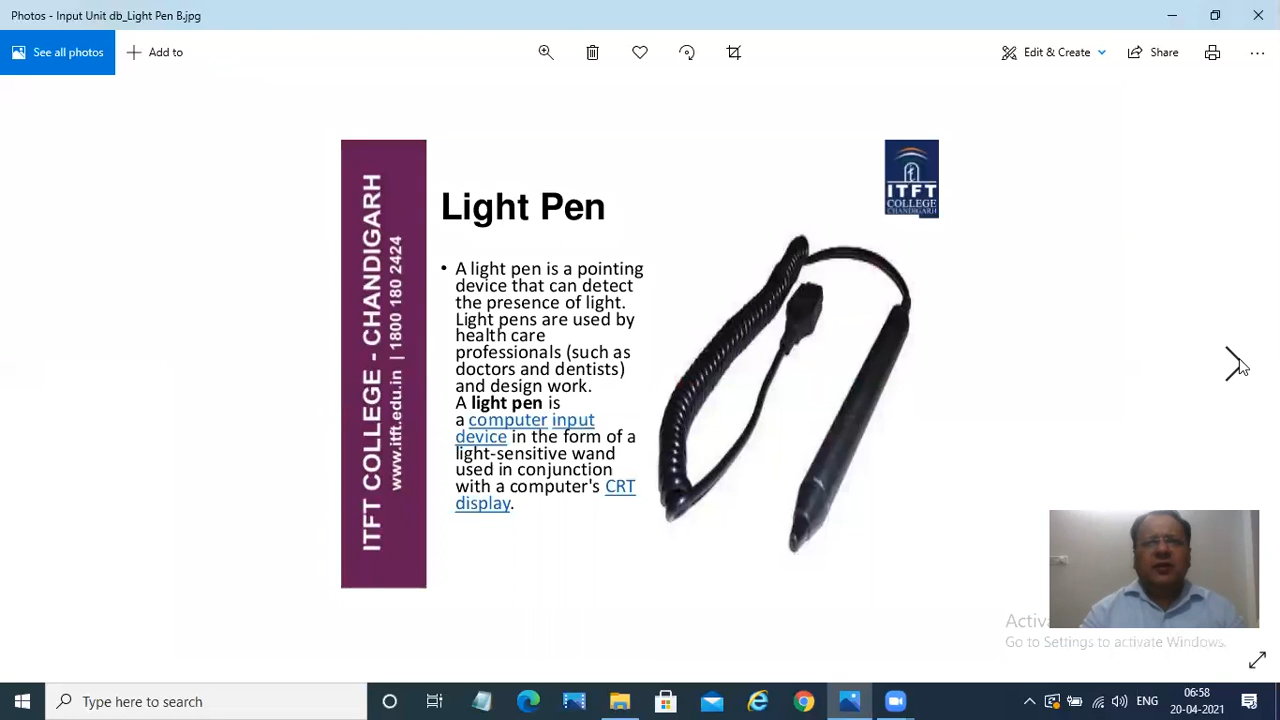 Photos - Input Unit db_Light Pen B.jpg
See all photos
Add to
Edit & Create
Share
ITFT COLLEGE - CHANDIGARH
www.itft.edu.in | 1800 180 2424
ITFT
COLLEGE
CHANDIGARH
Light Pen
• A light pen is a pointing
device that can detect
the presence of light.
Light pens are used by
health care
professionals (such as
doctors and dentists)
and design work.
A light pen is
a computer input
device in the form of a
light-sensitive wand
used in conjunction
with a computer's CRT
display.
Activa
Go to Settings to activate Windows.
Type here to search
ENG
06:58
20-04-2021